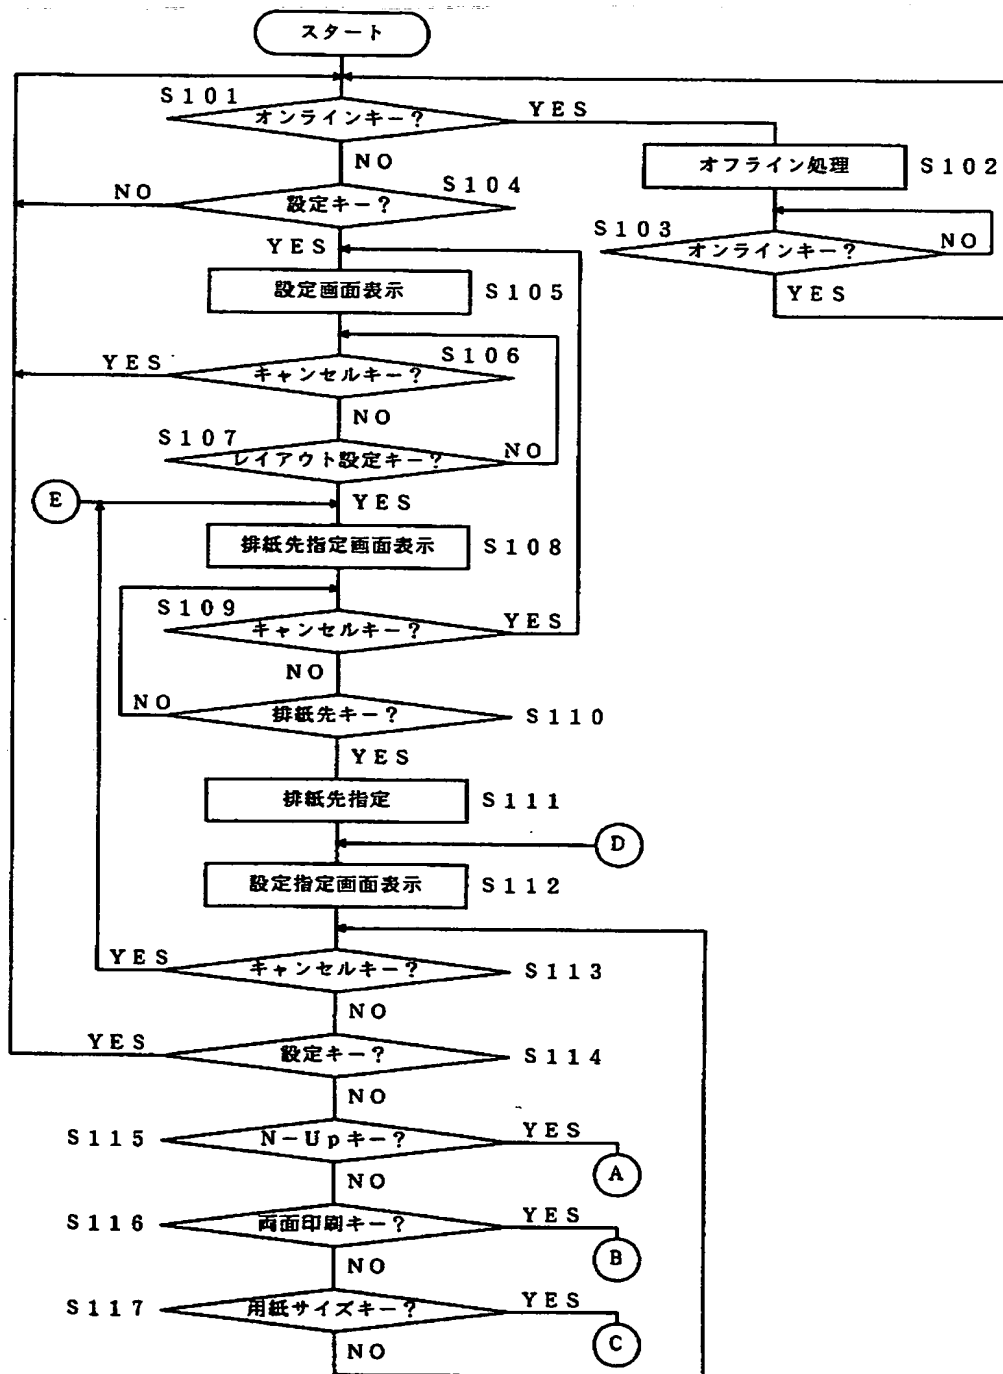 スタート
S101
オンラインキー?
YES
NO
オフライン処理
S102
S104
NO
設定キー?
S103
オンラインキー?
NO
YES
YES
設定画面表示
S105
S106
YES
キャンセルキー?
NO
S107
レイアウト設定キー?
NO
E
YES
排紙先指定画面表示
S108
S109
キャンセルキー?
YES
NO
NO
排紙先キー?
S110
YES
排紙先指定
S111
D
設定指定画面表示
S112
YES
キャンセルキー?
S113
NO
YES
設定キー?
S114
NO
S115
N-Upキー?
YES
A
NO
S116
両面印刷キー?
YES
B
NO
S117
用紙サイズキー?
YES
C
NO